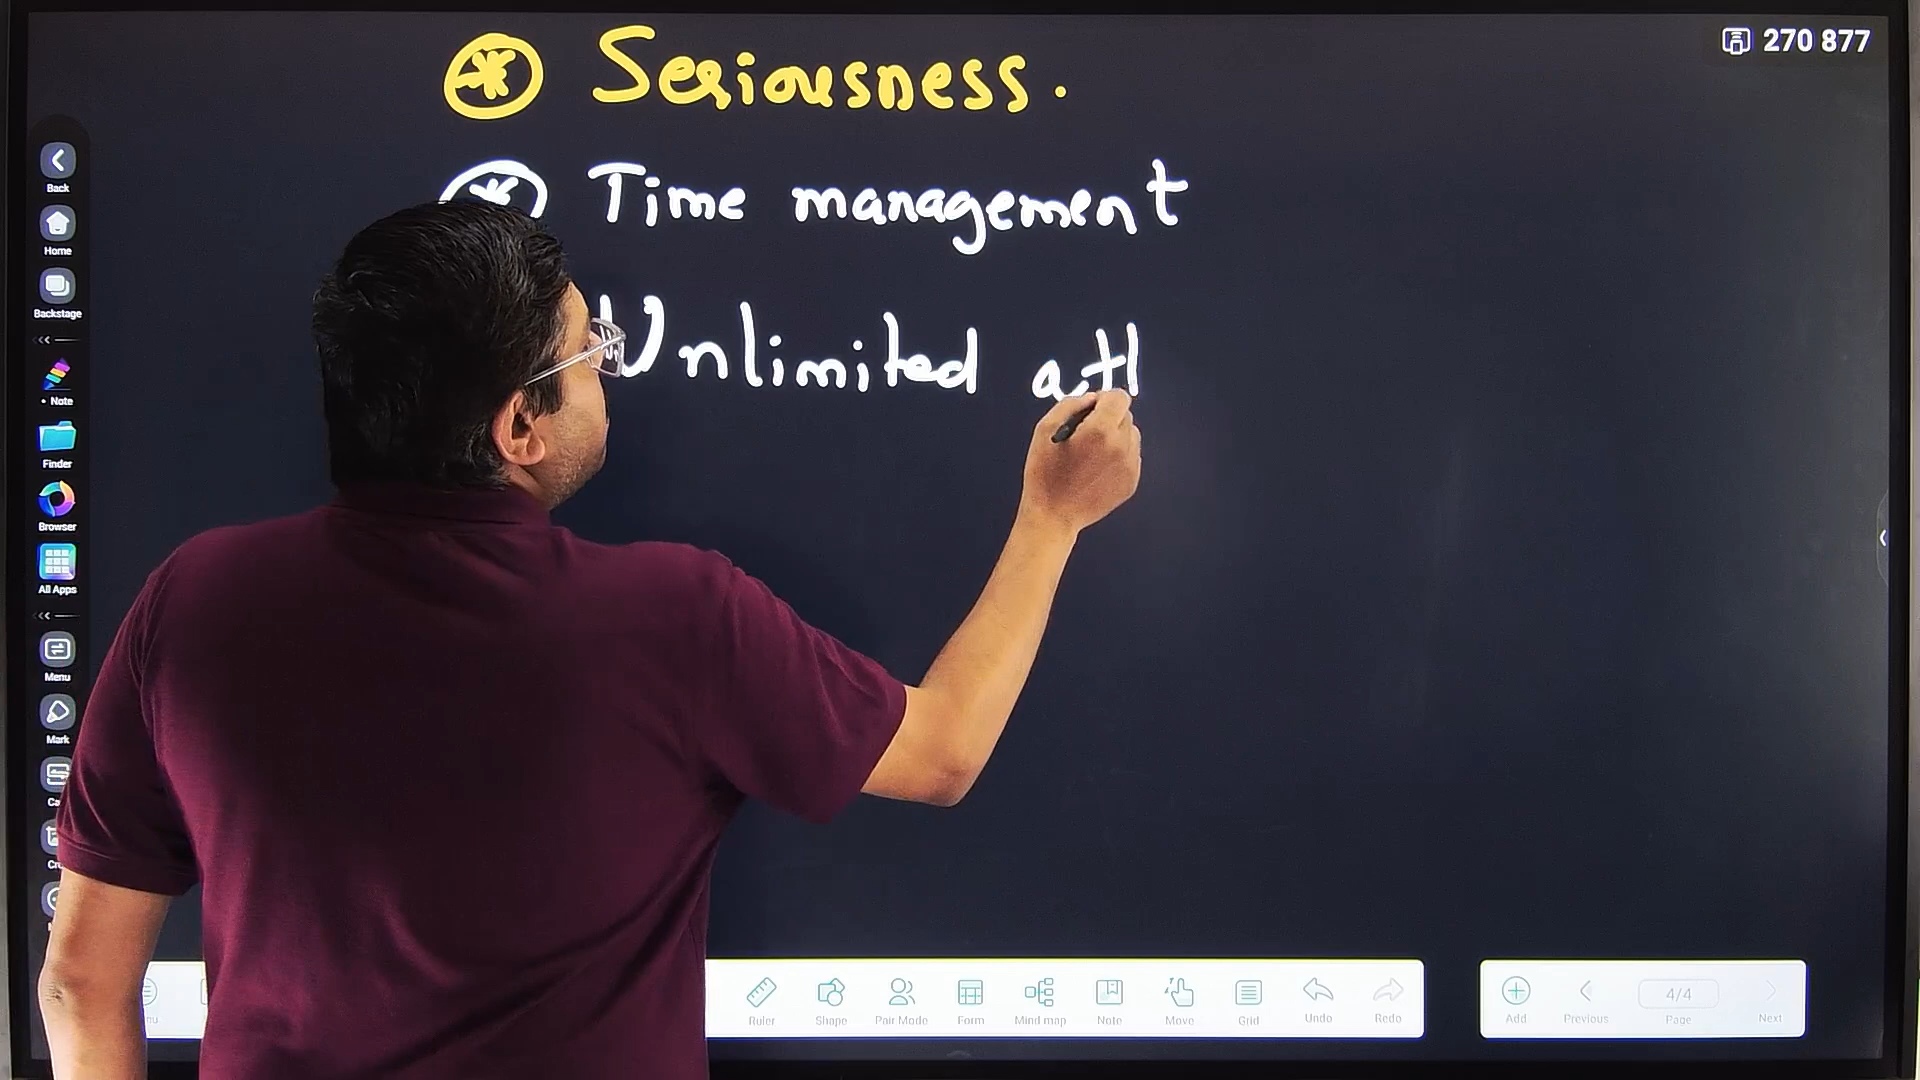 Seriousness.
270 877
Time management
Unlimited
Back
Home
Backstage
Note
Finder
Browser
All Apps
Menu
Mark
Ruler Shape Pair Mode Form Mind map Note Move Grid Undo Redo
Add Previous 4/4 Page Next